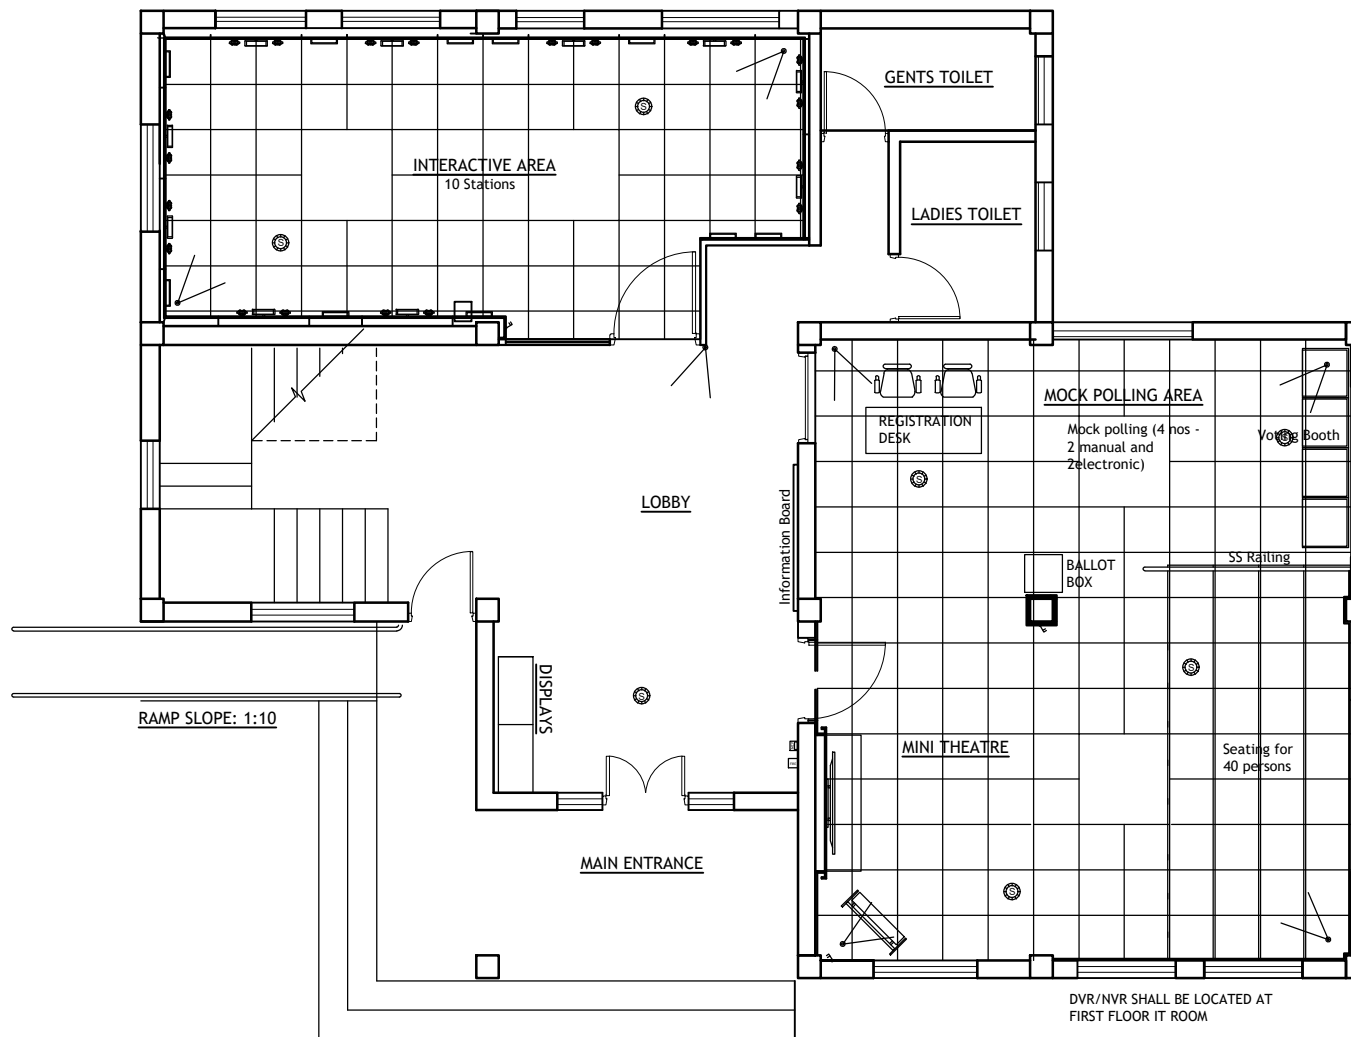 GENTS TOILET
INTERACTIVE AREA
10 Stations
LADIES TOILET
MOCK POLLING AREA
REGISTRATION
DESK
Mock polling (4 nos -
2 manual and
2electronic)
Voting Booth
LOBBY
Information Board
SS Railing
BALLOT
BOX
DISPLAYS
RAMP SLOPE: 1:10
MINI THEATRE
Seating for
40 persons
MAIN ENTRANCE
DVR/NVR SHALL BE LOCATED AT
FIRST FLOOR IT ROOM
S
S
S
S
S
S
S